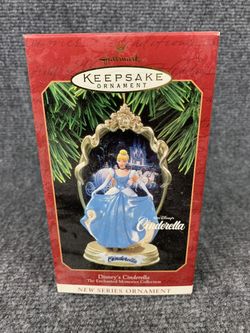 Hallmark
KEEPSAKE
ORNAMENT
Walt Disney's
Cinderella
Cinderella
Disney's Cinderella
The Enchanted Memories Collection
NEW SERIES ORNAMENT